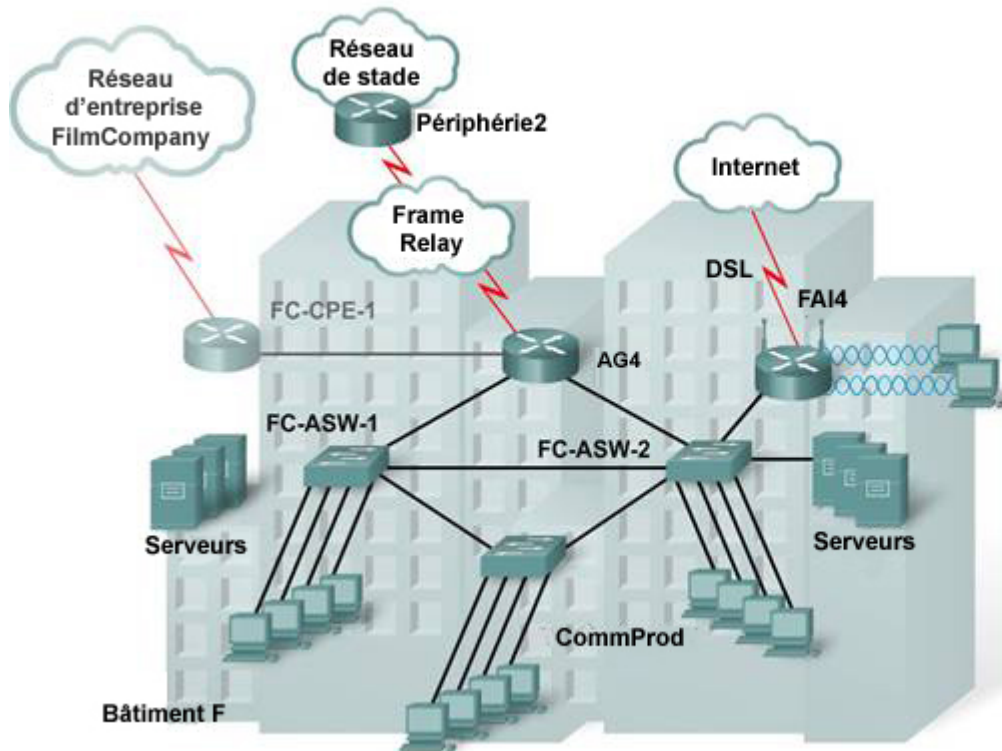 Réseau
d'entreprise
FilmCompany
Réseau
de stade
Périphérie2
Internet
Frame
Relay
DSL
FAI4
FC-CPE-1
AG4
FC-ASW-1
FC-ASW-2
Serveurs
Serveurs
CommProd
Bâtiment F